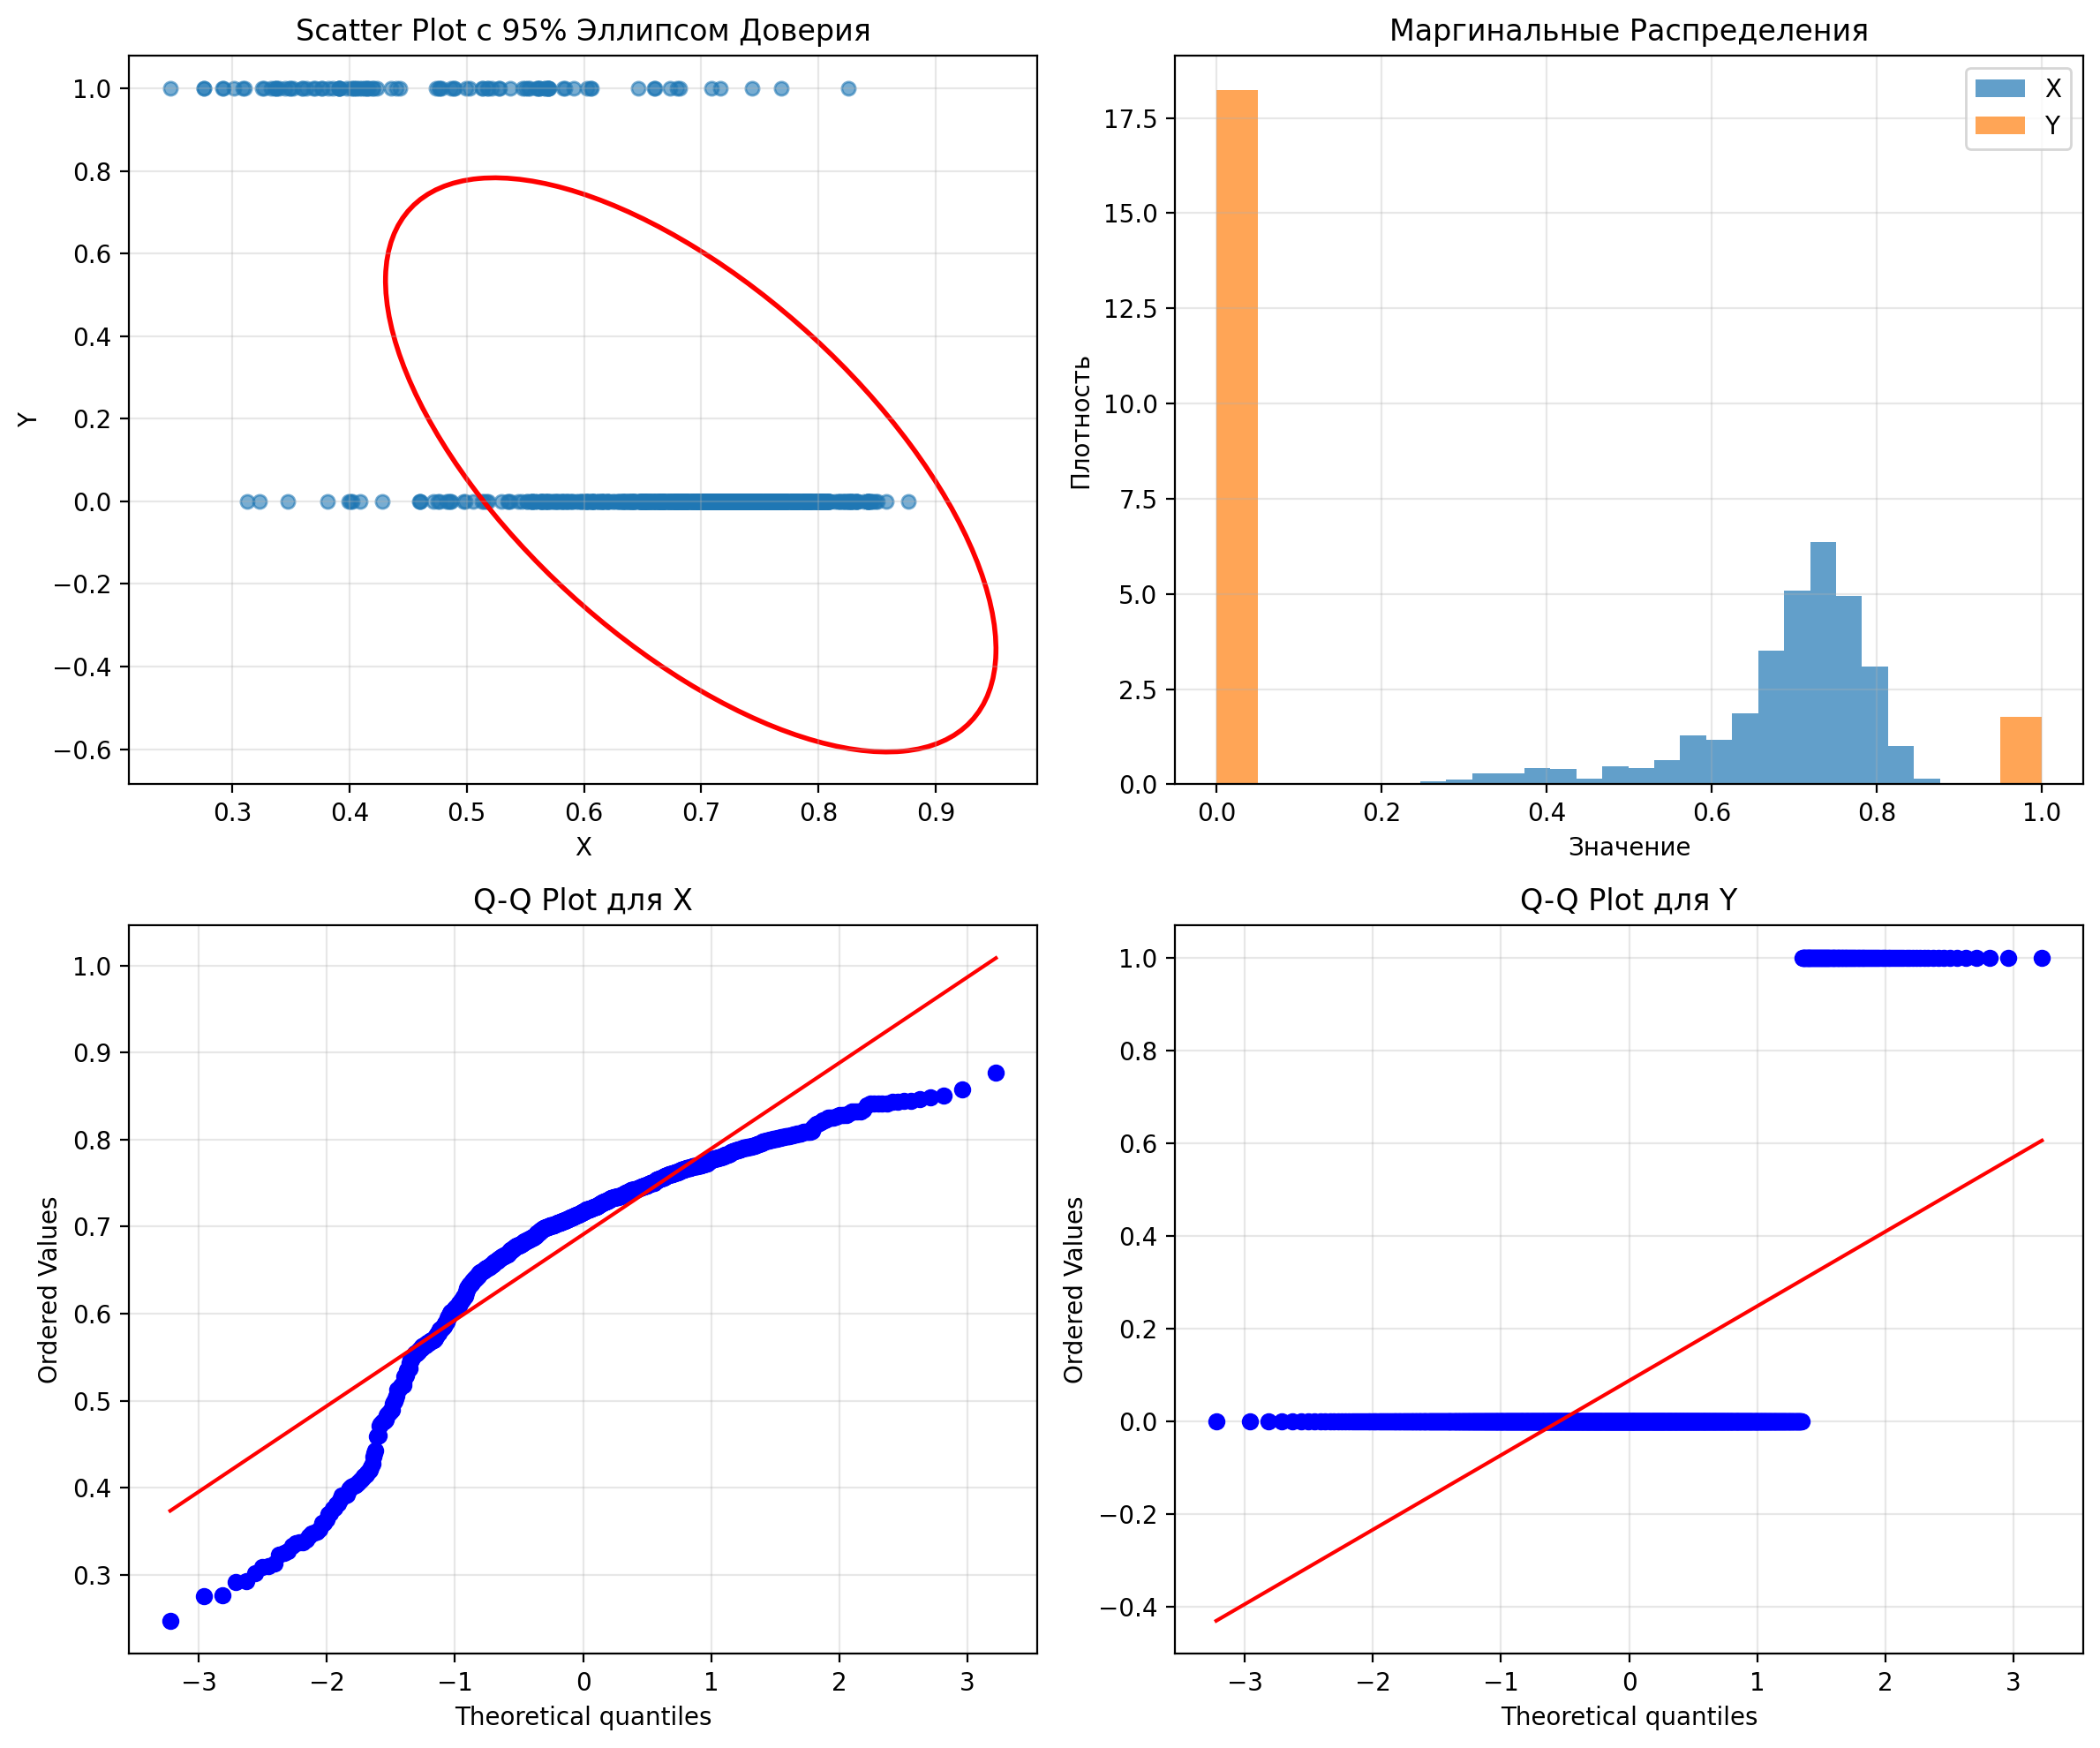 Scatter Plot с 95% Эллипсом Доверия
1.0
0.8
0.6
0.4
0.2
0.0
−0.2
−0.4
−0.6
Y
0.3 0.4 0.5 0.6 0.7 0.8 0.9
X
Маргинальные Распределения
X
Y
17.5
15.0
12.5
10.0
7.5
5.0
2.5
0.0
Плотность
0.0 0.2 0.4 0.6 0.8 1.0
Значение
Q-Q Plot для X
1.0
0.9
0.8
0.7
0.6
0.5
0.4
0.3
Ordered Values
−3 −2 −1 0 1 2 3
Theoretical quantiles
Q-Q Plot для Y
1.0
0.8
0.6
0.4
0.2
0.0
−0.2
−0.4
Ordered Values
−3 −2 −1 0 1 2 3
Theoretical quantiles